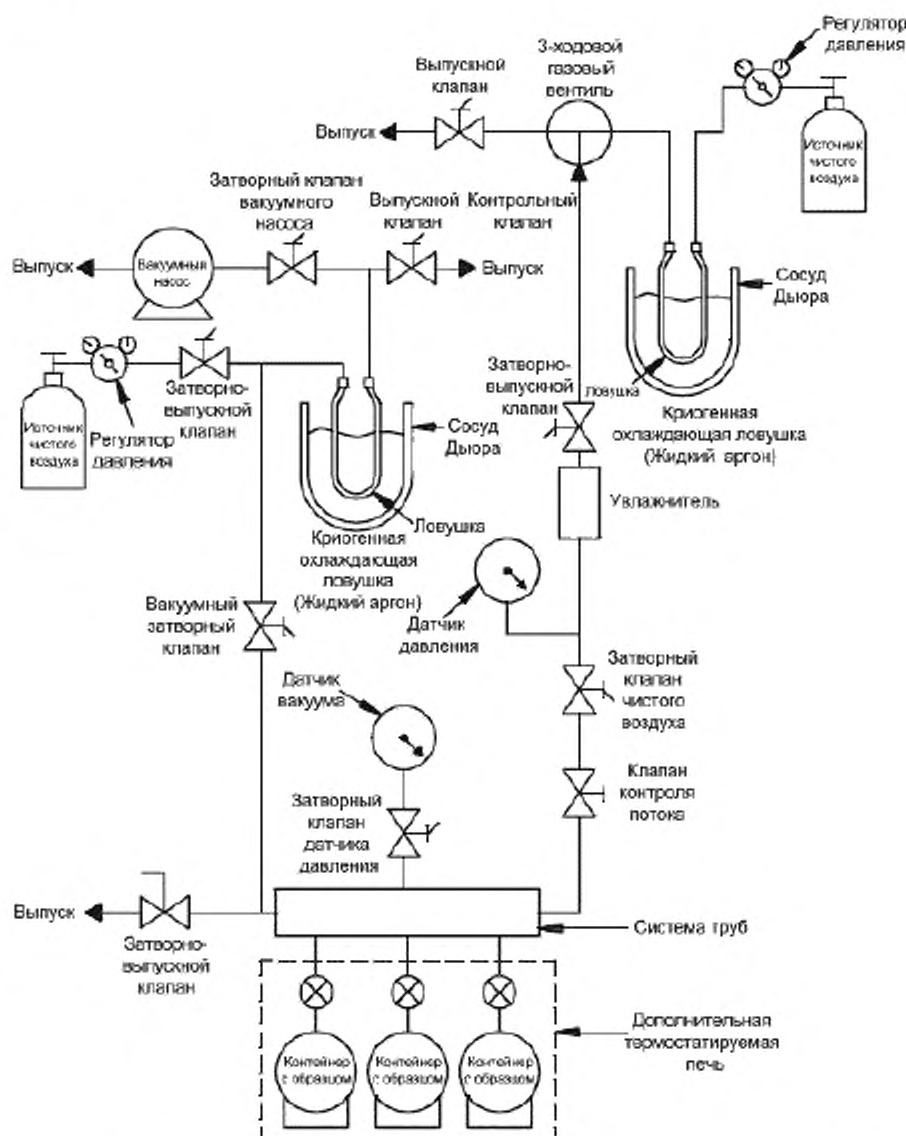 Регулятор
давления
3-ходовой
газовый
вентиль
Выпускной
клапан
Выпуск
Источник
чистого
воздуха
Затворный клапан
вакуумного
насоса
Выпускной
клапан
Контрольный
клапан
Выпуск
Вакуумный
насос
Выпуск
Сосуд
Дьюра
Затворно-
выпускной
клапан
Ловушка
Криогенная
охлаждающая ловушка
(Жидкий аргон)
Источник
чистого
воздуха
Регулятор
давления
Затворно-
выпускной
клапан
Сосуд
Дьюра
Ловушка
Криогенная
охлаждающая
ловушка
(Жидкий аргон)
Увлажнитель
Датчик
давления
Вакуумный
затворный
клапан
Затворный
клапан
чистого
воздуха
Датчик
вакуума
Клапан
контроля
потока
Затворный
клапан
датчика
давления
Выпуск
Затворно-
выпускной
клапан
Система труб
Дополнительная
термостатируемая
печь
Контейнер
с образцом
Контейнер
с образцом
Контейнер
с образцом